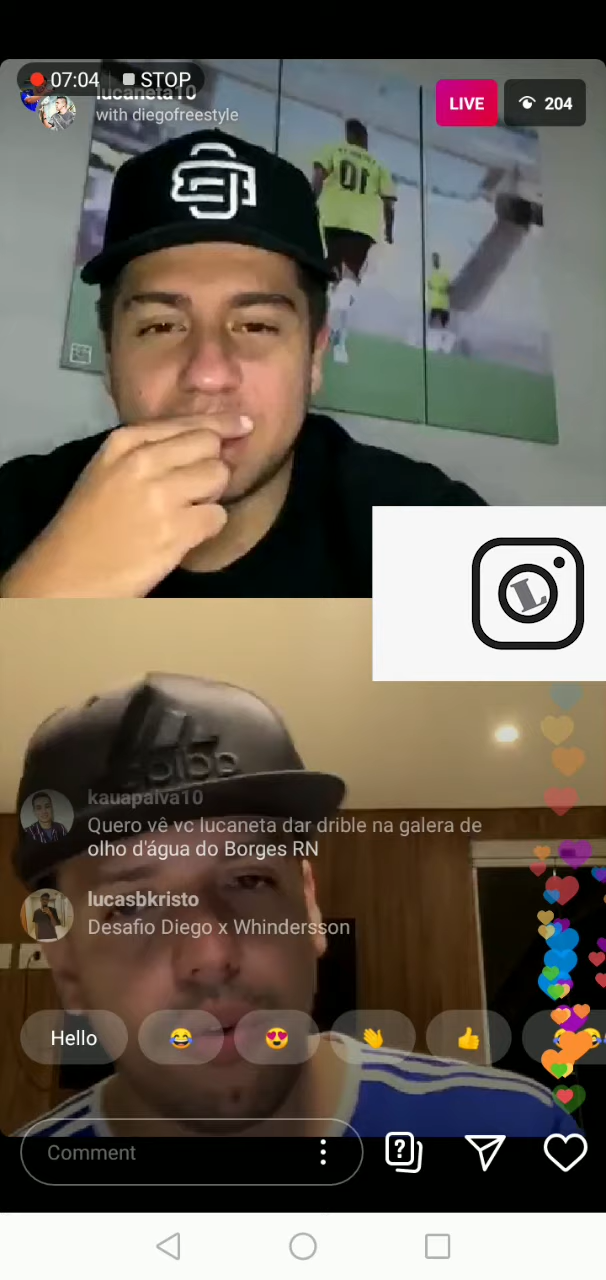 07:04 STOP
lucaneta10
with diegofreestyle
LIVE
204
10
L
kauapaiva10
Quero vê vc lucaneta dar drible na galera de
olho d'água do Borges RN
lucasbkristo
Desafio Diego x Whindersson
Hello
Comment